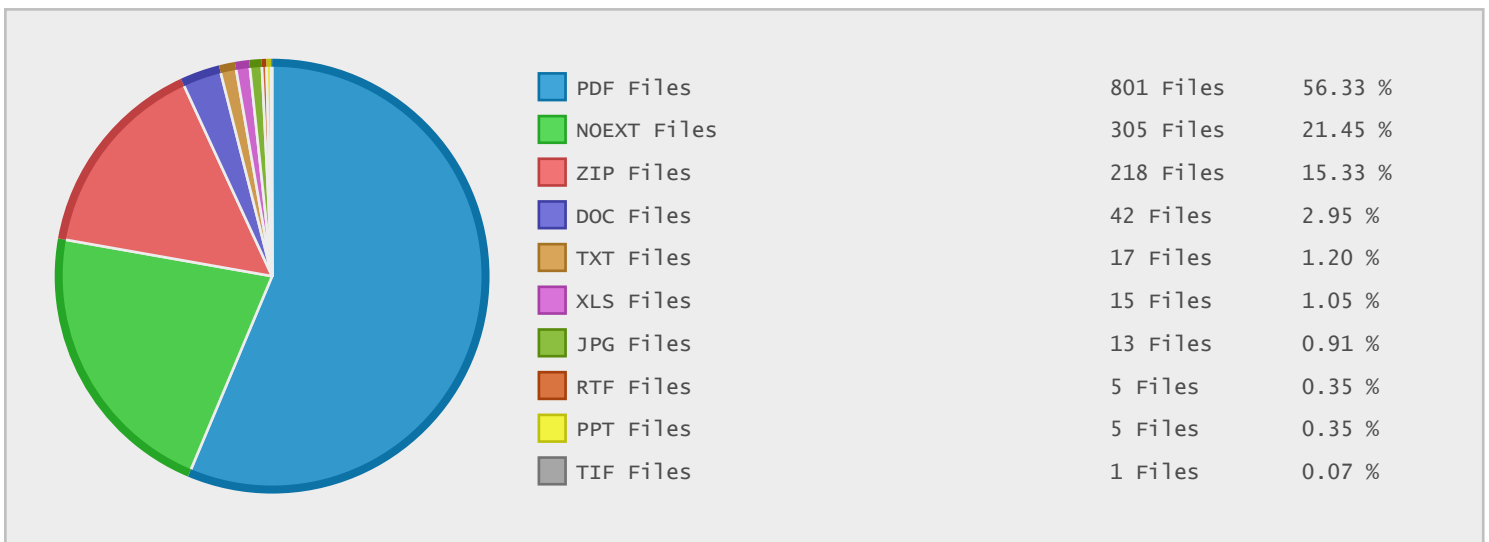 PDF Files 801 Files 56.33 %
NOEXT Files 305 Files 21.45 %
ZIP Files 218 Files 15.33 %
DOC Files 42 Files 2.95 %
TXT Files 17 Files 1.20 %
XLS Files 15 Files 1.05 %
JPG Files 13 Files 0.91 %
RTF Files 5 Files 0.35 %
PPT Files 5 Files 0.35 %
TIF Files 1 Files 0.07 %